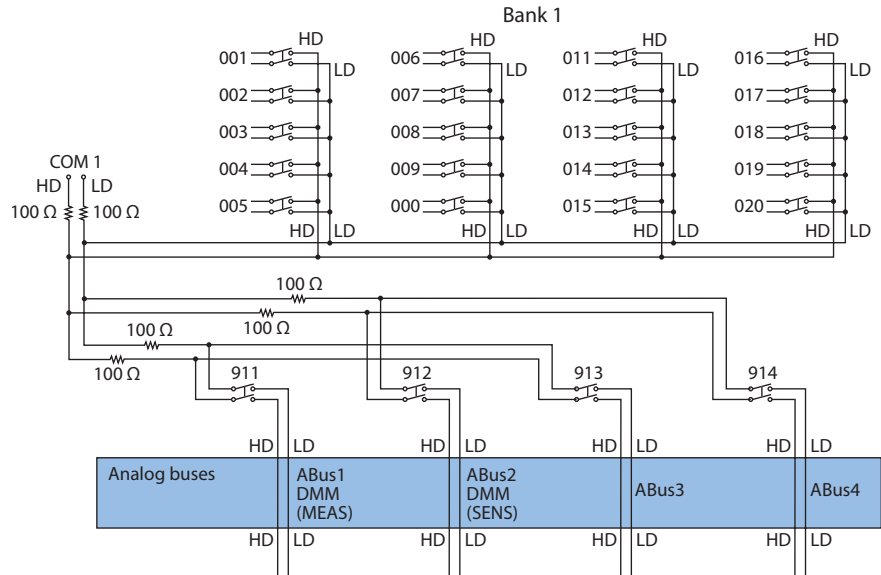 Bank 1
HD HD HD HD
001 LD 006 LD 011 LD 016 LD
002 007 012 017
003 008 013 018
COM 1 004 009 014 019
HD LD
100 Ω 100 Ω 005 000 015 020
HD LD HD LD HD LD HD LD
100 Ω
100 Ω
100 Ω
100 Ω
911 912 913 914
HD LD HD LD HD LD HD LD
Analog buses
ABus1
DMM
(MEAS)
ABus2
DMM
(SENS)
ABus3
ABus4
HD LD HD LD HD LD HD LD